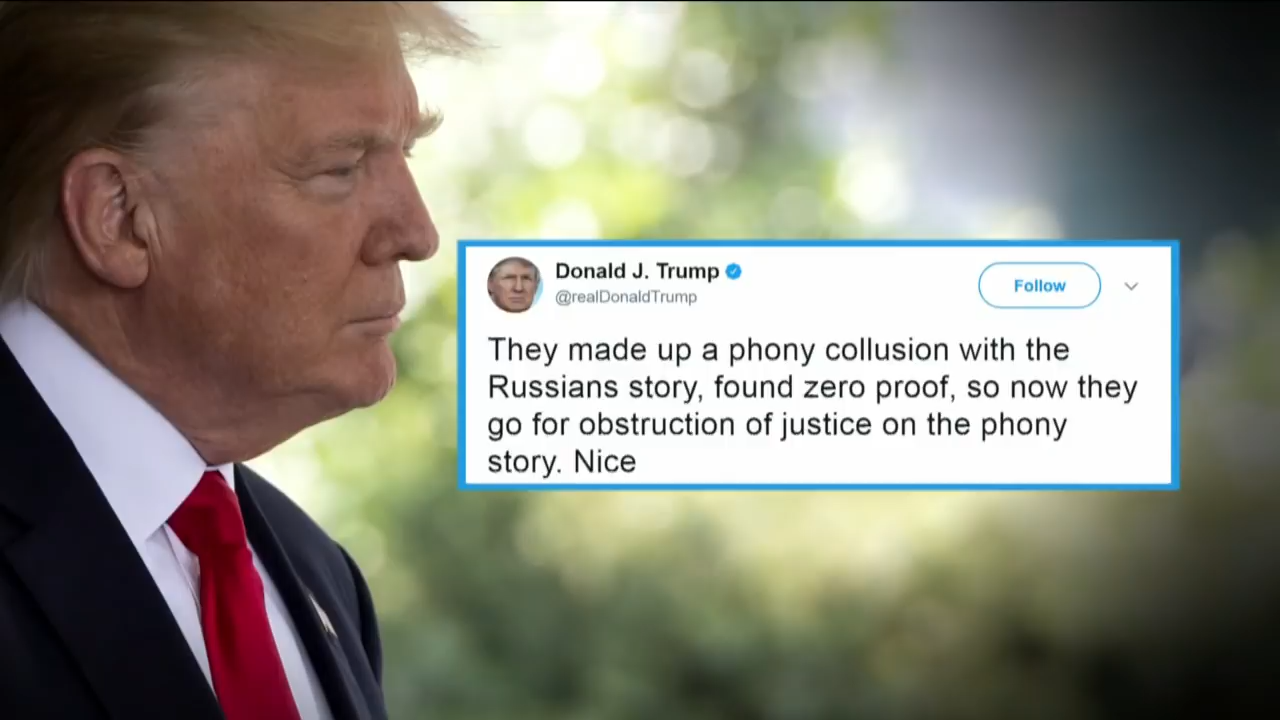 Donald J. Trump
@realDonaldTrump
Follow
They made up a phony collusion with the
Russians story, found zero proof, so now they
go for obstruction of justice on the phony
story. Nice